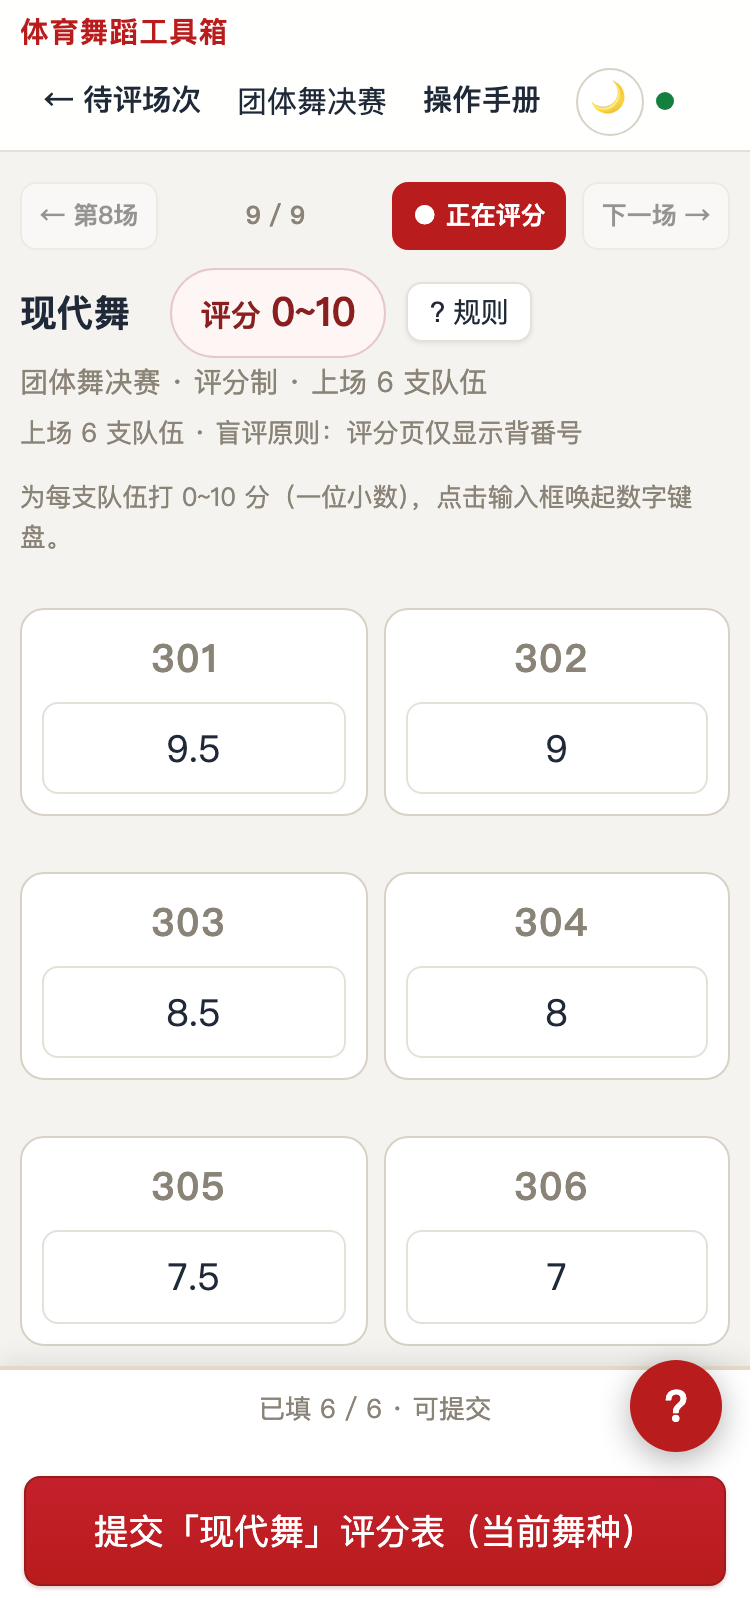 体育舞蹈工具箱
← 待评场次 团体舞决赛 操作手册
← 第8场 9 / 9 正在评分 下一场 →
现代舞 评分 0~10 ? 规则
团体舞决赛 · 评分制 · 上场 6 支队伍
上场 6 支队伍 · 盲评原则：评分页仅显示背番号
为每支队伍打 0~10 分（一位小数），点击输入框唤起数字键
盘。
301 302
9.5 9
303 304
8.5 8
305 306
7.5 7
已填 6 / 6 · 可提交
?
提交「现代舞」评分表（当前舞种）